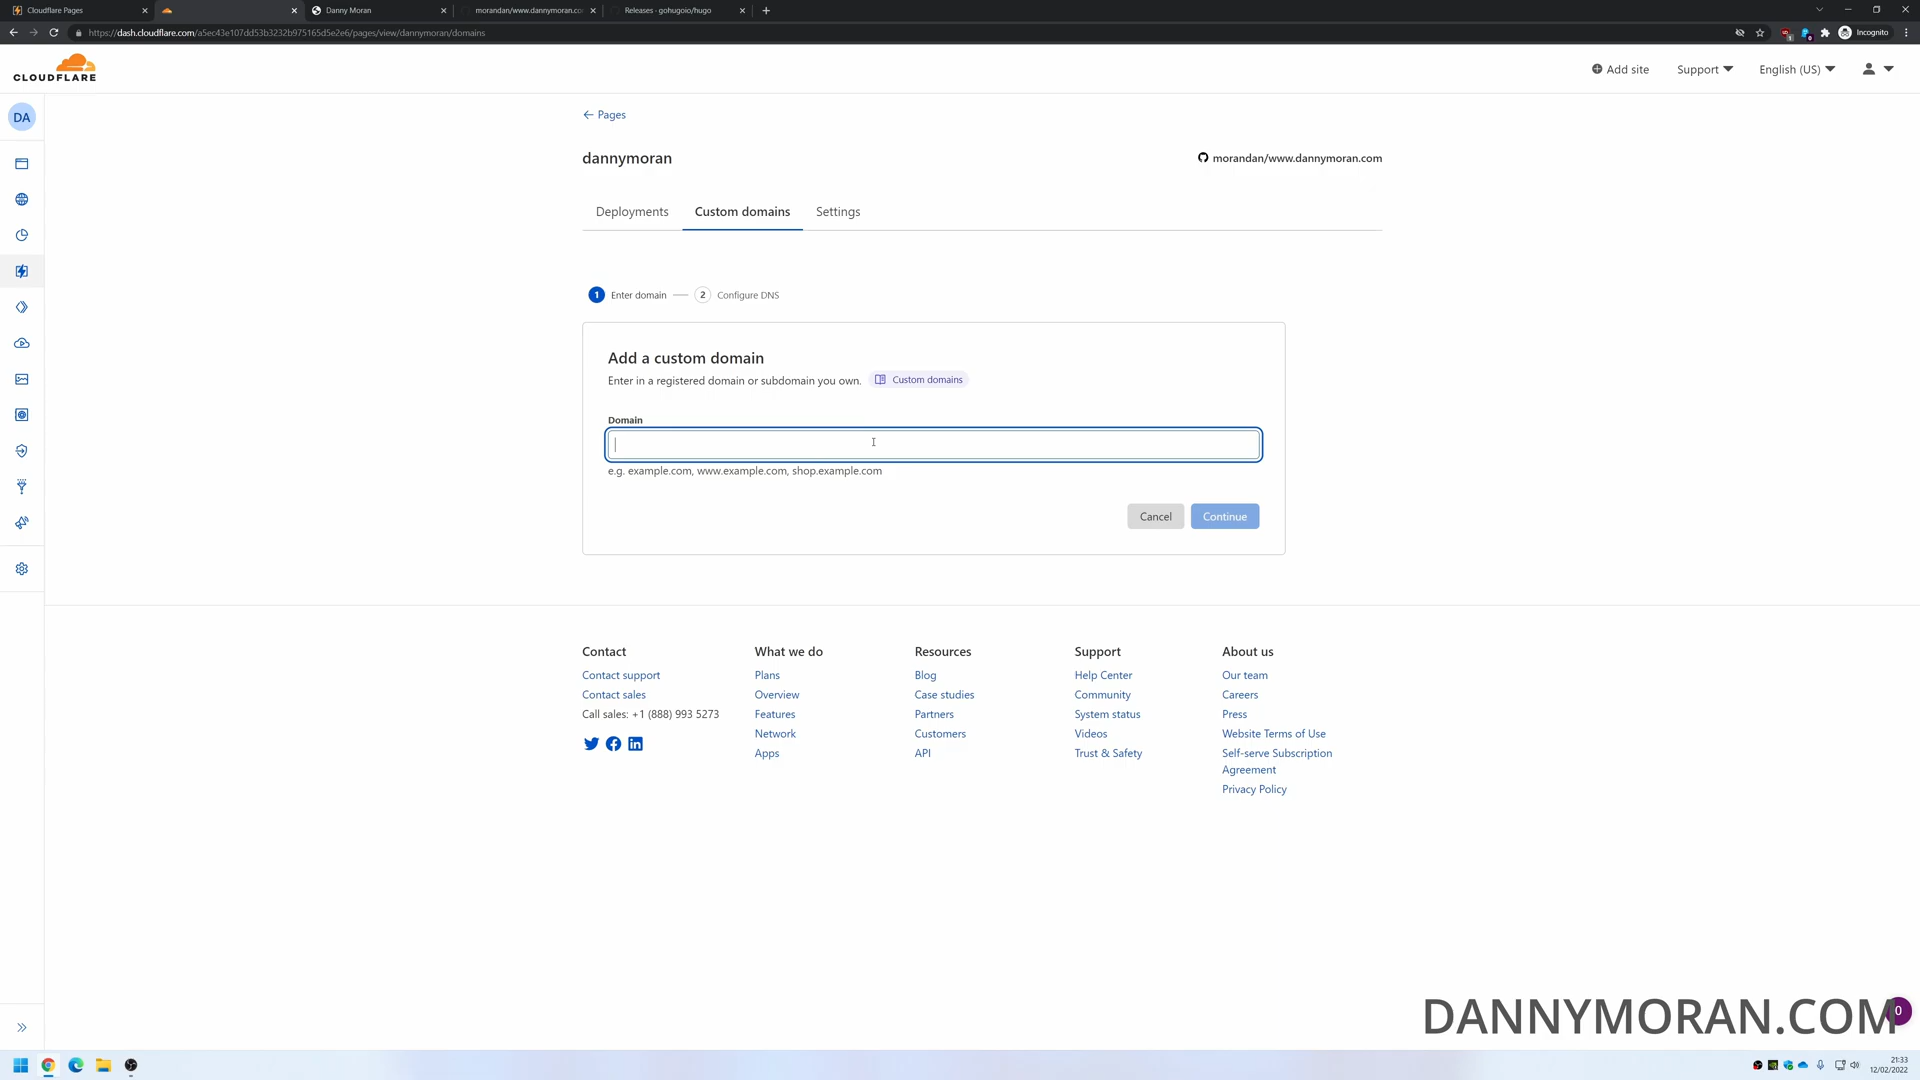 Cloudflare Pages
Danny Moran
morandan/www.dannymoran.co
Releases · gohugoio/hugo
https://dash.cloudflare.com/a5ec43e107dd53b3232b975165d5e2e6/pages/view/dannymoran/domains
Incognito
CLOUDFLARE
Add site
Support
English (US)
DA
Pages
dannymoran
morandan/www.dannymoran.com
Deployments
Custom domains
Settings
1 Enter domain
2 Configure DNS
Add a custom domain
Enter in a registered domain or subdomain you own.
Custom domains
Domain
e.g. example.com, www.example.com, shop.example.com
Cancel
Continue
Contact
Contact support
Contact sales
Call sales: +1 (888) 993 5273
What we do
Plans
Overview
Features
Network
Apps
Resources
Blog
Case studies
Partners
Customers
API
Support
Help Center
Community
System status
Videos
Trust & Safety
About us
Our team
Careers
Press
Website Terms of Use
Self-serve Subscription
Agreement
Privacy Policy
DANNYMORAN.COM
0
21:33
12/02/2022